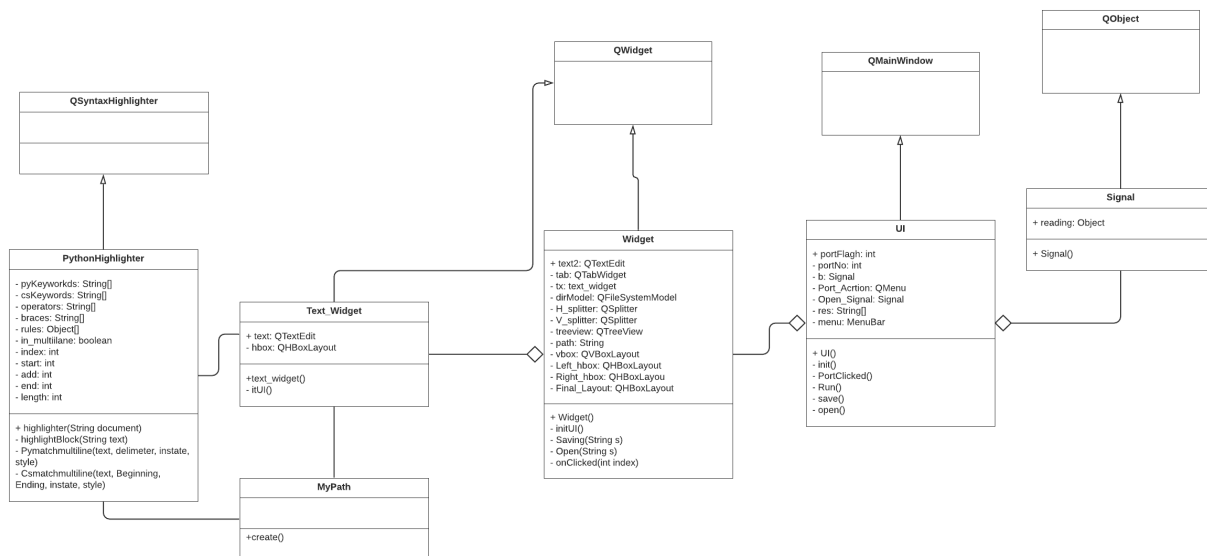 QObject
QWidget
QMainWindow
QSyntaxHighlighter
Signal
+ reading: Object
+ Signal()
UI
+ portFlagh: int
- portNo: int
- b: Signal
- Port_Acrtion: QMenu
- Open_Signal: Signal
- res: String[]
- menu: MenuBar
+ UI()
- init()
- PortClicked()
- Run()
- save()
- open()
Widget
+ text2: QTextEdit
- tab: QTabWidget
- tx: text_widget
- dirModel: QFileSystemModel
- H_splitter: QSplitter
- V_splitter: QSplitter
- treeview: QTreeView
- path: String
- vbox: QVBoxLayout
- Left_hbox: QHBoxLayout
- Right_hbox: QHBoxLayou
- Final_Layout: QHBoxLayout
+ Widget()
- initUI()
- Saving(String s)
- Open(String s)
- onClicked(int index)
PythonHighlighter
- pyKeyworkds: String[]
- csKeywords: String[]
- operators: String[]
- braces: String[]
- rules: Object[]
- in_multiilane: boolean
- index: int
- start: int
- add: int
- end: int
- length: int
+ highlighter(String document)
- highlightBlock(String text)
- Pymatchmultiline(text, delimeter, instate,
style)
- Csmatchmultiline(text, Beginning,
Ending, instate, style)
Text_Widget
+ text: QTextEdit
- hbox: QHBoxLayout
+text_widget()
- itUI()
MyPath
+create()